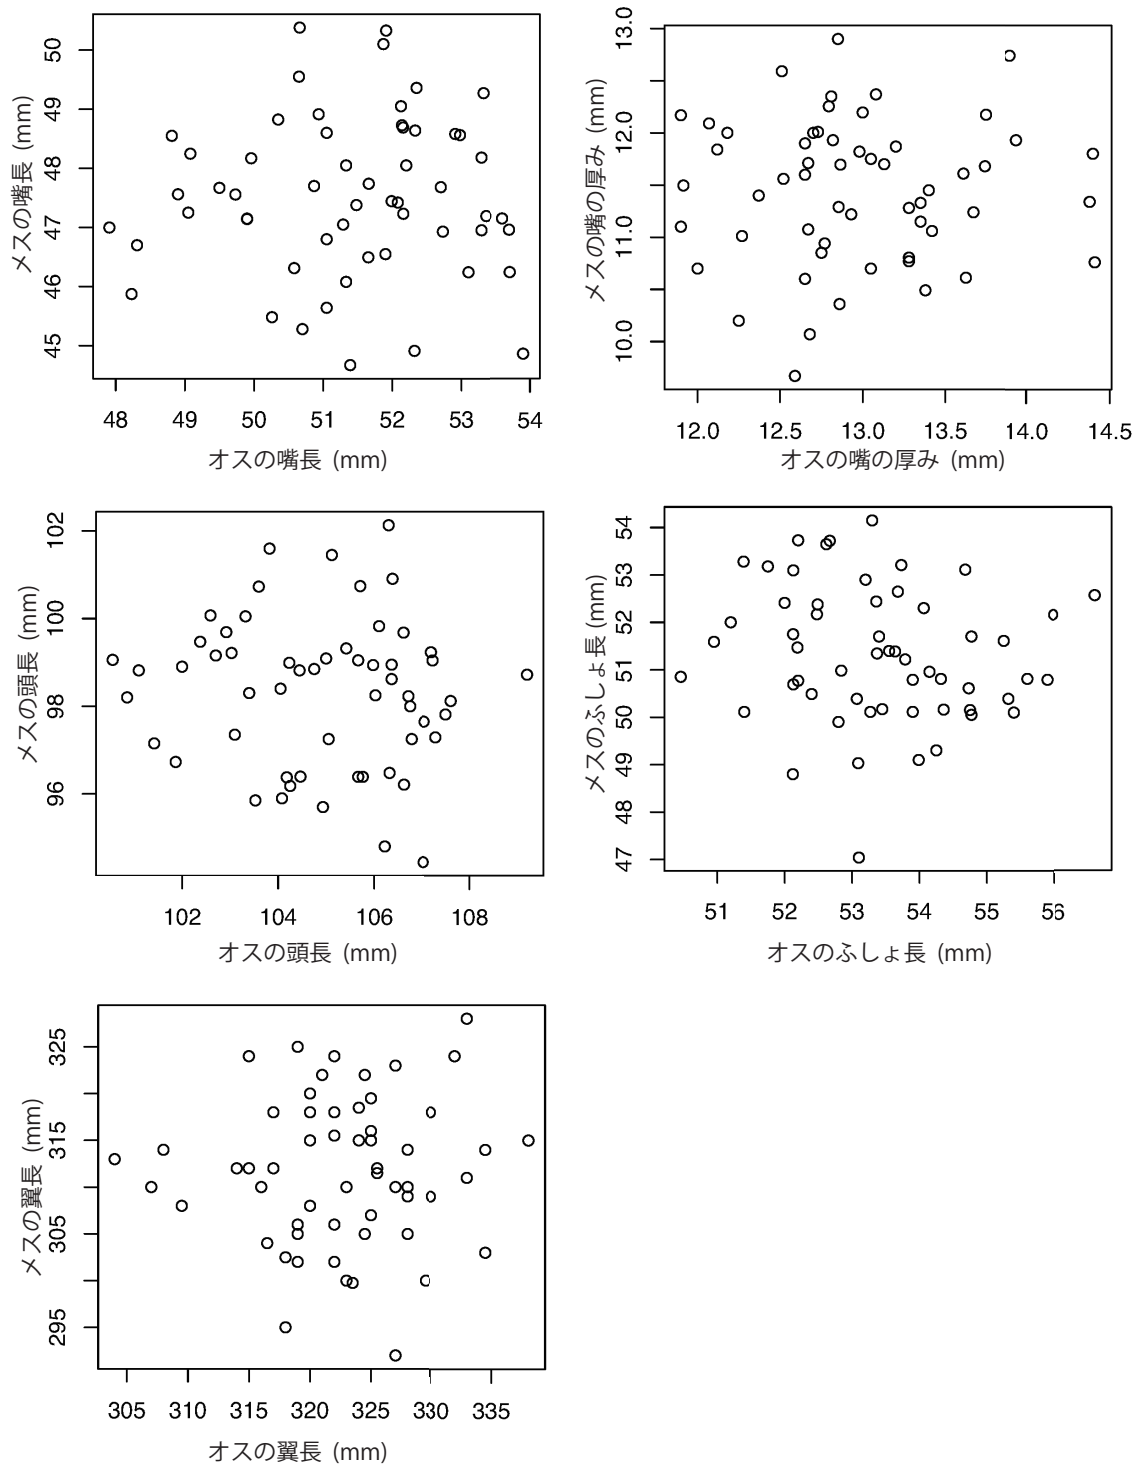 メスの嘴長 (mm)
50
49
48
47
46
45
48 49 50 51 52 53 54
オスの嘴長 (mm)
メスの嘴の厚み (mm)
13.0
12.0
11.0
10.0
12.0 12.5 13.0 13.5 14.0 14.5
オスの嘴の厚み (mm)
メスの頭長 (mm)
102
100
98
96
102 104 106 108
オスの頭長 (mm)
メスのふしょ長 (mm)
54
53
52
51
50
49
48
47
51 52 53 54 55 56
オスのふしょ長 (mm)
メスの翼長 (mm)
325
315
305
295
305 310 315 320 325 330 335
オスの翼長 (mm)